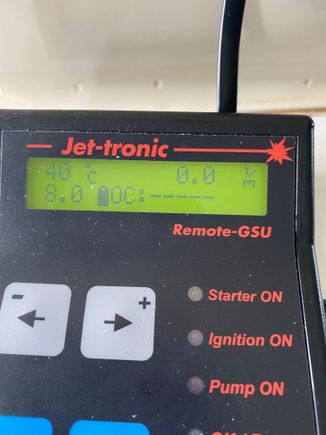 Jet-tronic
40 °C 0.0
8.0 OC:-----
Remote-GSU
- +
Starter ON
Ignition ON
Pump ON